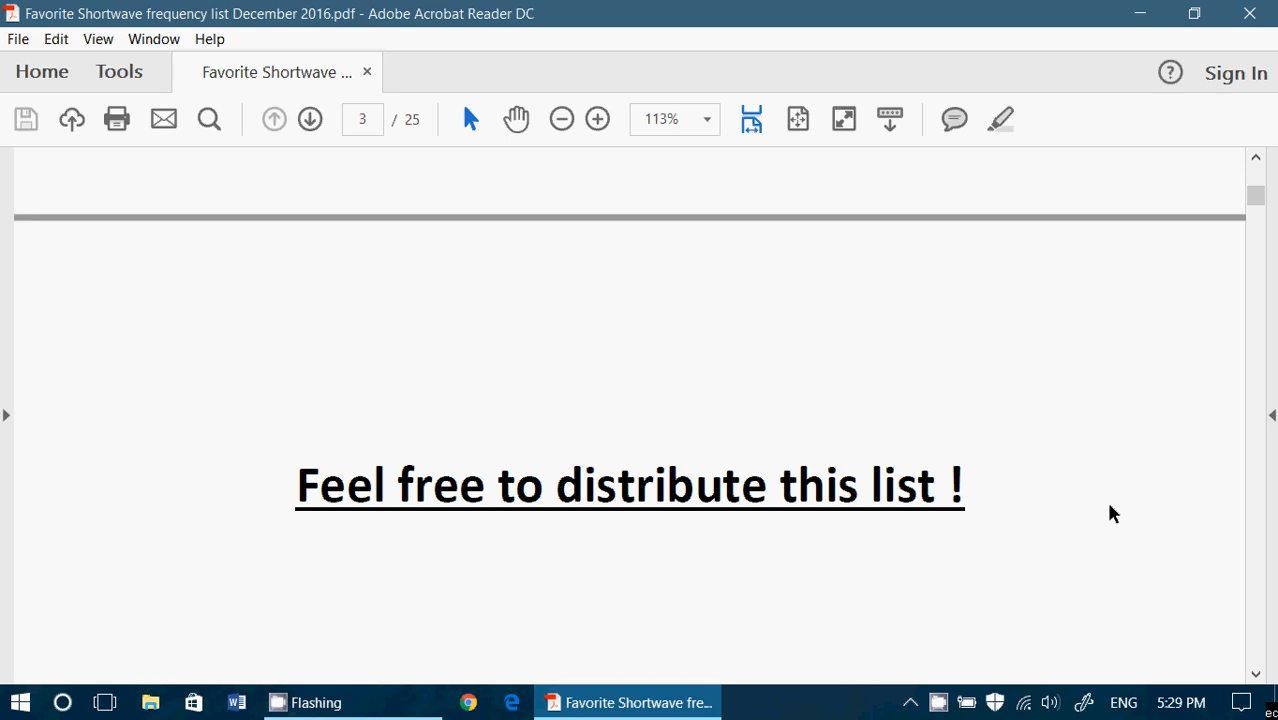 Favorite Shortwave frequency list December 2016.pdf - Adobe Acrobat Reader DC
File Edit View Window Help
Home Tools Favorite Shortwave ... × Sign In
3 / 25 113%
Feel free to distribute this list !
Flashing Favorite Shortwave fre... ENG 5:29 PM